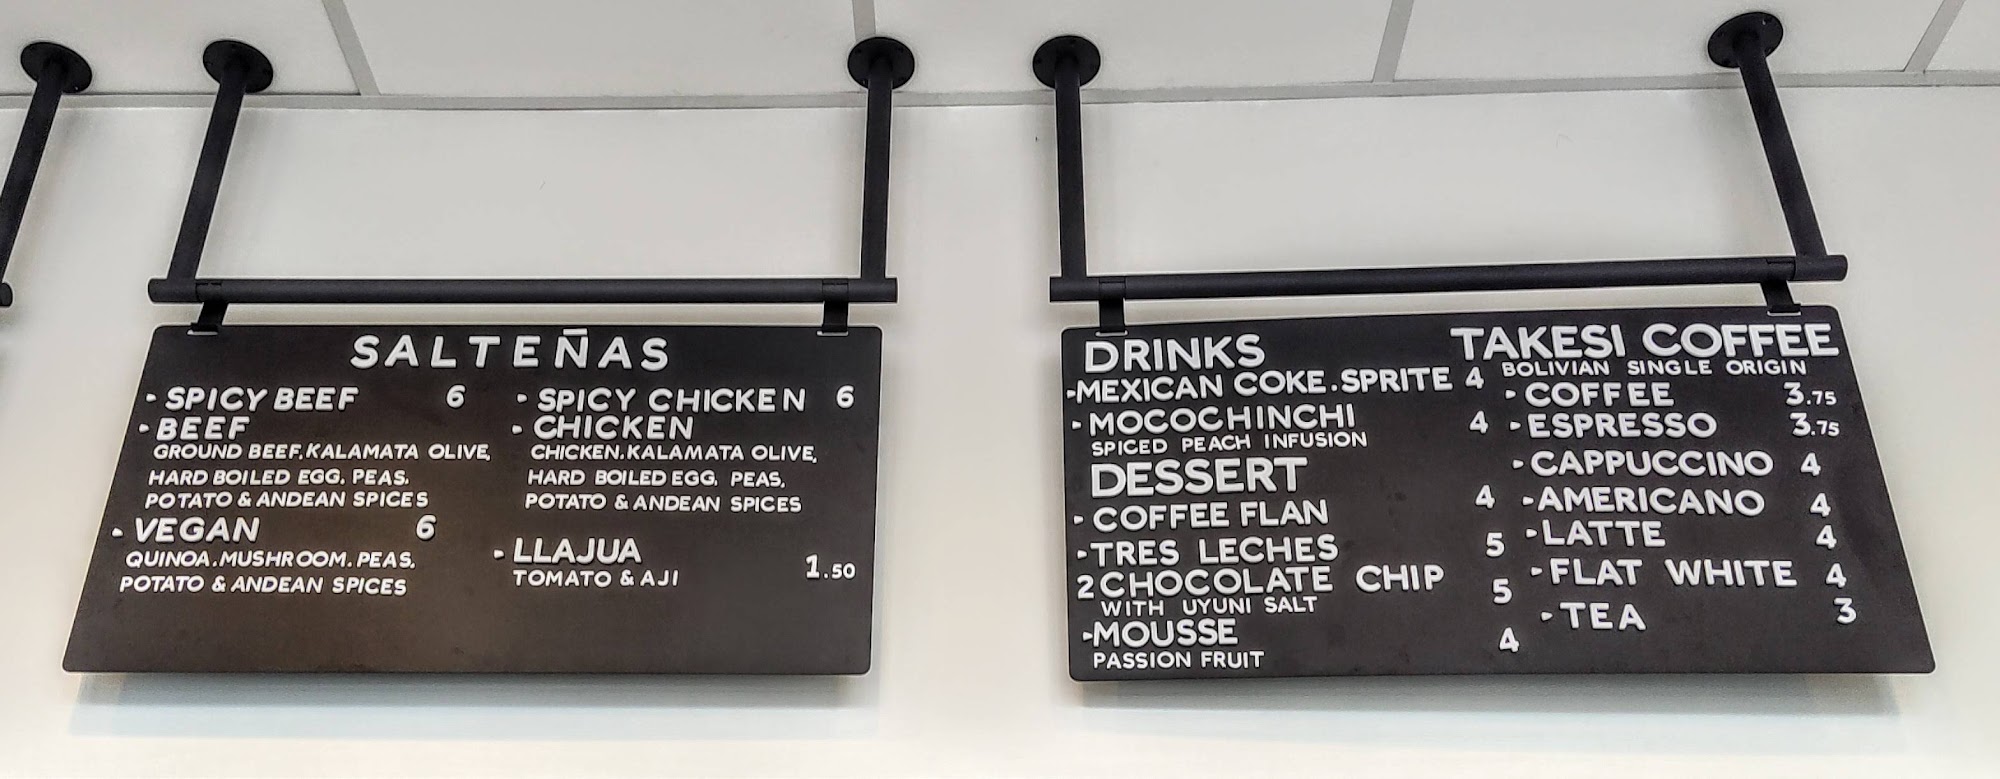 SALTEÑAS
SPICY BEEF 6
BEEF
GROUND BEEF, KALAMATA OLIVE,
HARD BOILED EGG, PEAS,
POTATO & ANDEAN SPICES
VEGAN 6
QUINOA, MUSHROOM, PEAS,
POTATO & ANDEAN SPICES
SPICY CHICKEN 6
CHICKEN
CHICKEN, KALAMATA OLIVE,
HARD BOILED EGG, PEAS,
POTATO & ANDEAN SPICES
LLAJUA 1.50
TOMATO & AJI
DRINKS
MEXICAN COKE. SPRITE 4
MOCOCHINCHI 4
SPICED PEACH INFUSION
DESSERT
COFFEE FLAN 4
TRES LECHES 5
2 CHOCOLATE CHIP 5
WITH UYUNI SALT
MOUSSE 4
PASSION FRUIT
TAKESI COFFEE
BOLIVIAN SINGLE ORIGIN
COFFEE 3.75
ESPRESSO 3.75
CAPPUCCINO 4
AMERICANO 4
LATTE 4
FLAT WHITE 4
TEA 3